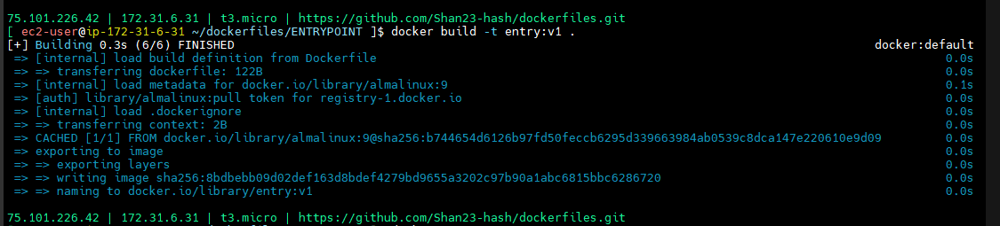 75.101.226.42 | 172.31.6.31 | t3.micro | https://github.com/Shan23-hash/dockerfiles.git
[ ec2-user@ip-172-31-6-31 ~/dockerfiles/ENTRYPOINT ]$ docker build -t entry:v1 .
[+] Building 0.3s (6/6) FINISHED docker:default
=> [internal] load build definition from Dockerfile 0.0s
=> => transferring dockerfile: 122B 0.0s
=> [internal] load metadata for docker.io/library/almalinux:9 0.1s
=> [auth] library/almalinux:pull token for registry-1.docker.io 0.0s
=> [internal] load .dockerignore 0.0s
=> => transferring context: 2B 0.0s
=> CACHED [1/1] FROM docker.io/library/almalinux:9@sha256:b744654d6126b97fd50feccb6295d339663984ab0539c8dca147e220610e9d09 0.0s
=> exporting to image 0.0s
=> => exporting layers 0.0s
=> => writing image sha256:8bdbebb09d02def163d8bdef4279bd9655a3202c97b90a1abc6815bbc6286720 0.0s
=> => naming to docker.io/library/entry:v1 0.0s
75.101.226.42 | 172.31.6.31 | t3.micro | https://github.com/Shan23-hash/dockerfiles.git